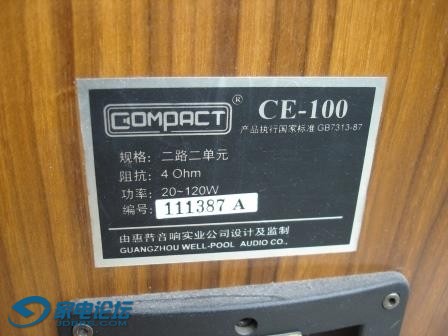 COMPACT® CE-100
产品执行国家标准 GB7313-87
规格: 二路二单元
阻抗: 4 Ohm
功率: 20~120W
编号: 111387 A
由惠普音响实业公司设计及监制
GUANGZHOU WELL-POOL AUDIO CO.,
家电论坛